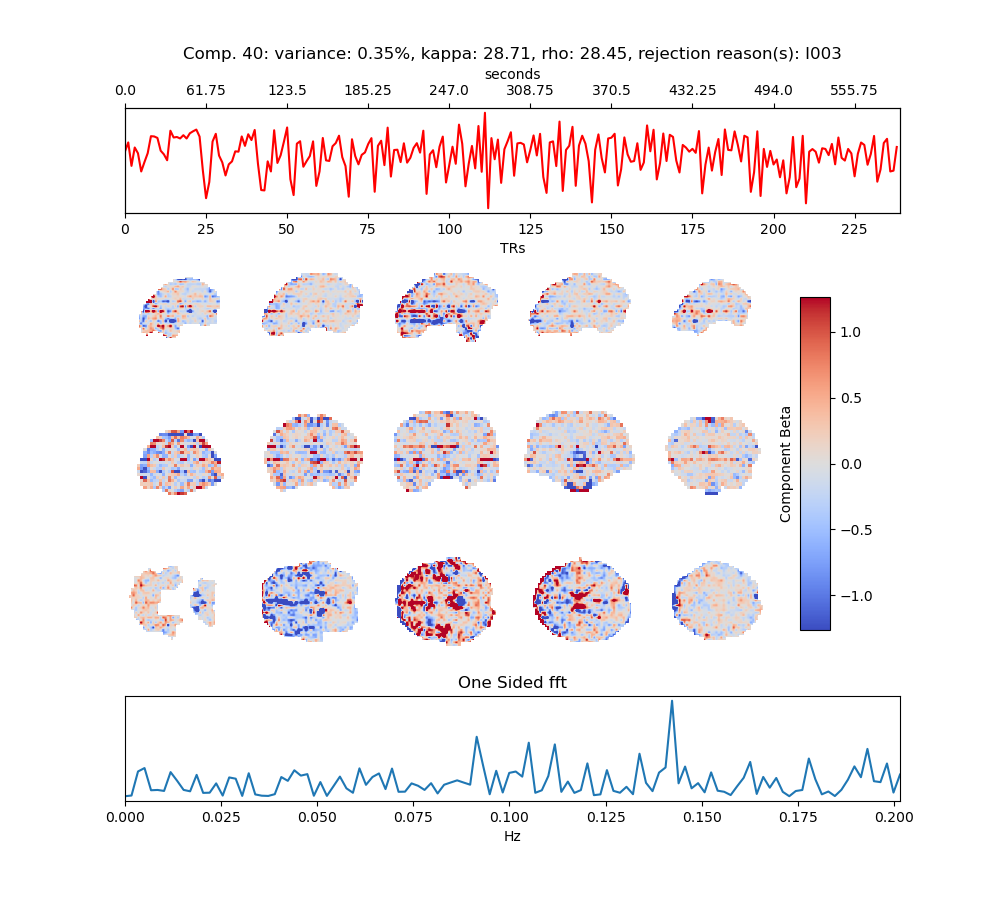 Comp. 40: variance: 0.35%, kappa: 28.71, rho: 28.45, rejection reason(s): I003
seconds
0.0 61.75 123.5 185.25 247.0 308.75 370.5 432.25 494.0 555.75
0 25 50 75 100 125 150 175 200 225
TRs
1.0
0.5
0.0
−0.5
−1.0
Component Beta
One Sided fft
0.000 0.025 0.050 0.075 0.100 0.125 0.150 0.175 0.200
Hz